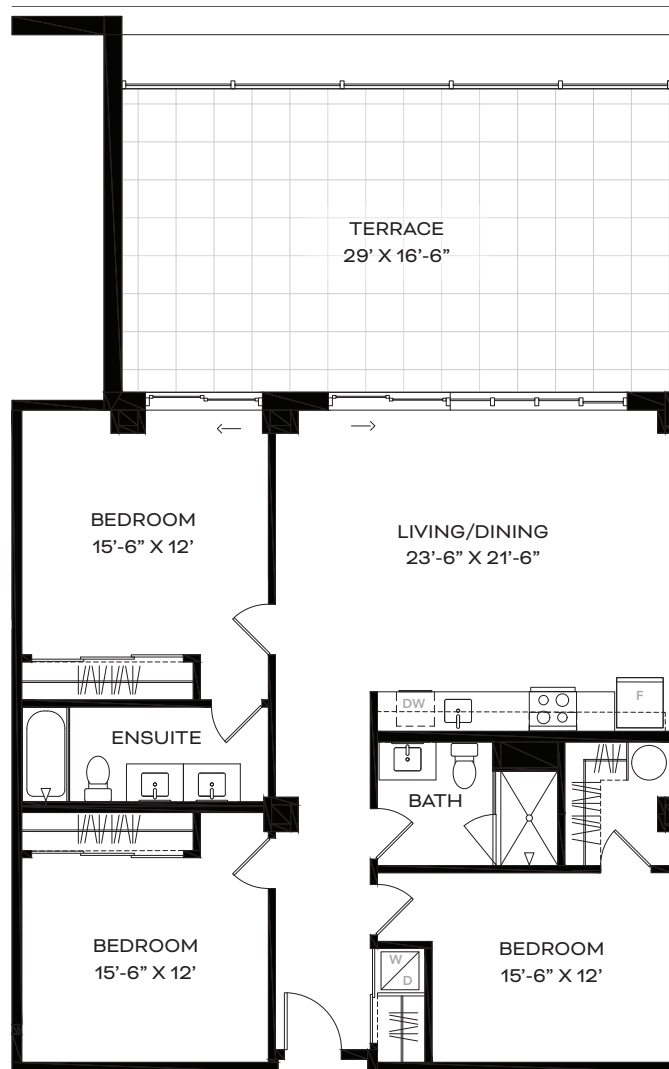 TERRACE
29’ X 16’-6”
BEDROOM
15’-6” X 12’
LIVING/DINING
23’-6” X 21’-6”
DW
F
ENSUITE
BATH
BEDROOM
15’-6” X 12’
W
D
BEDROOM
15’-6” X 12’